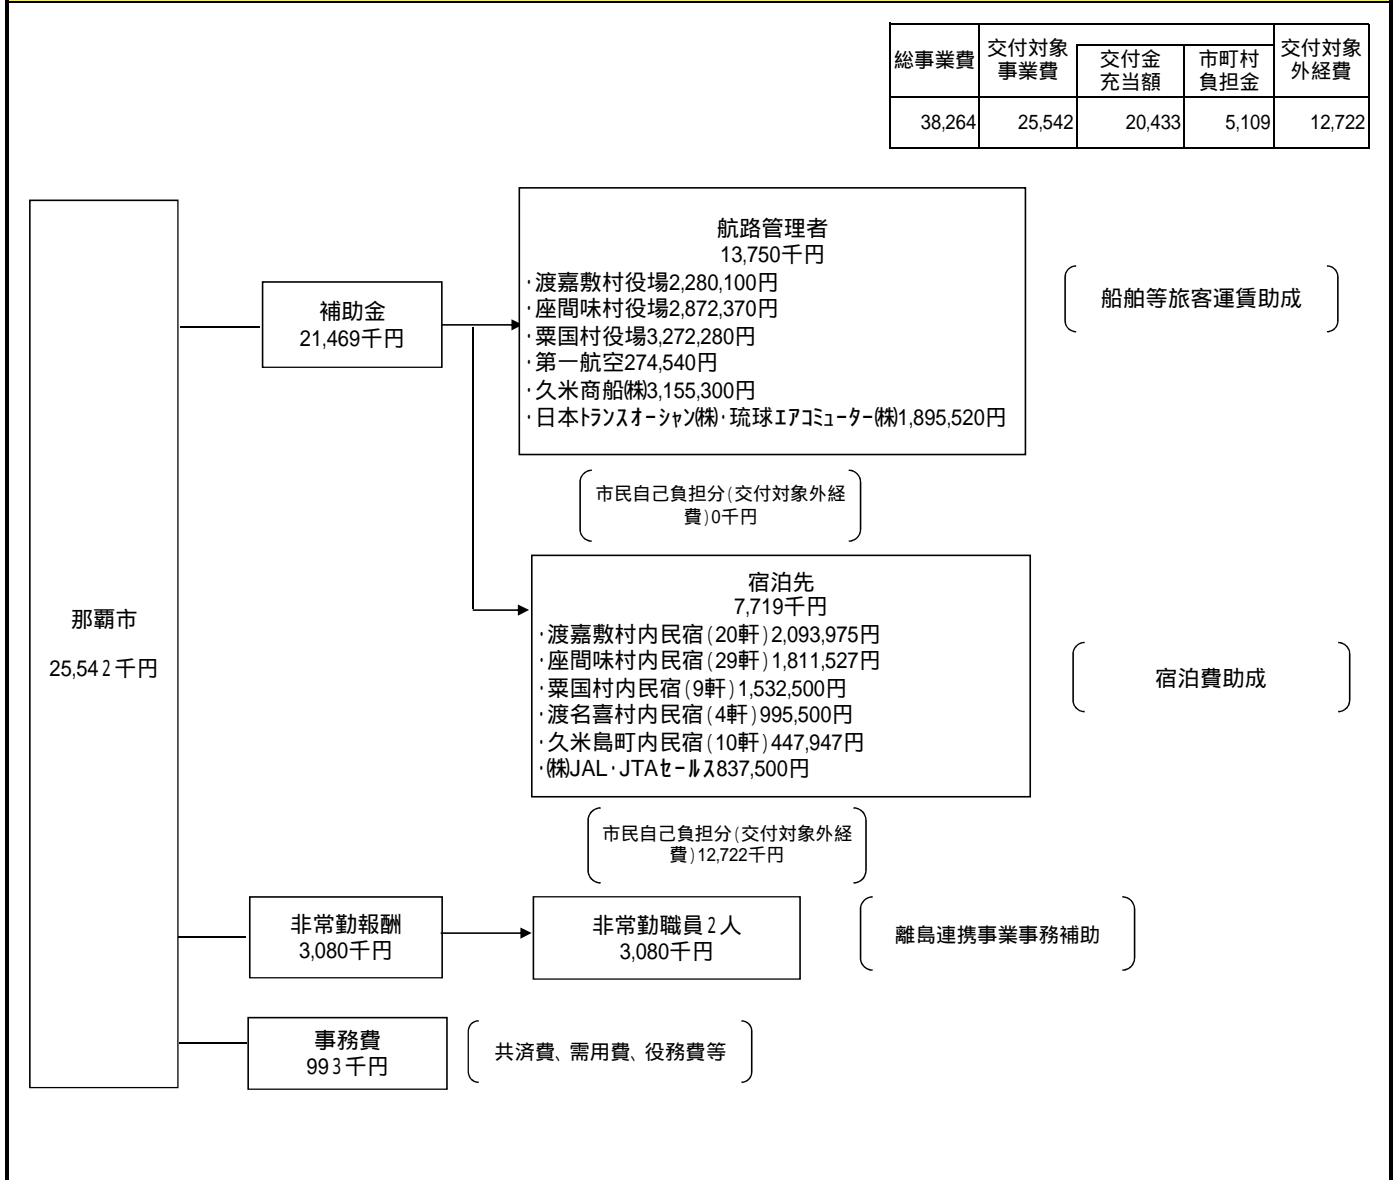 総事業費
交付対象
事業費
交付金
充当額
市町村
負担金
交付対象
外経費
38,264
25,542
20,433
5,109
12,722
那覇市
25,542千円
補助金
21,469千円
航路管理者
13,750千円
・渡嘉敷村役場2,280,100円
・座間味村役場2,872,370円
・粟国村役場3,272,280円
・第一航空274,540円
・久米商船㈱3,155,300円
・日本ﾄﾗﾝｽｵｰｼｬﾝ㈱・琉球ｴｱｺﾐｭｰﾀｰ㈱1,895,520円
船舶等旅客運賃助成
市民自己負担分(交付対象外経
費)0千円
宿泊先
7,719千円
・渡嘉敷村内民宿(20軒)2,093,975円
・座間味村内民宿(29軒)1,811,527円
・粟国村内民宿(9軒)1,532,500円
・渡名喜村内民宿(4軒)995,500円
・久米島町内民宿(10軒)447,947円
・㈱JAL・JTAｾｰﾙｽ837,500円
宿泊費助成
市民自己負担分(交付対象外経
費)12,722千円
非常勤報酬
3,080千円
非常勤職員2人
3,080千円
離島連携事業事務補助
事務費
993千円
共済費、需用費、役務費等